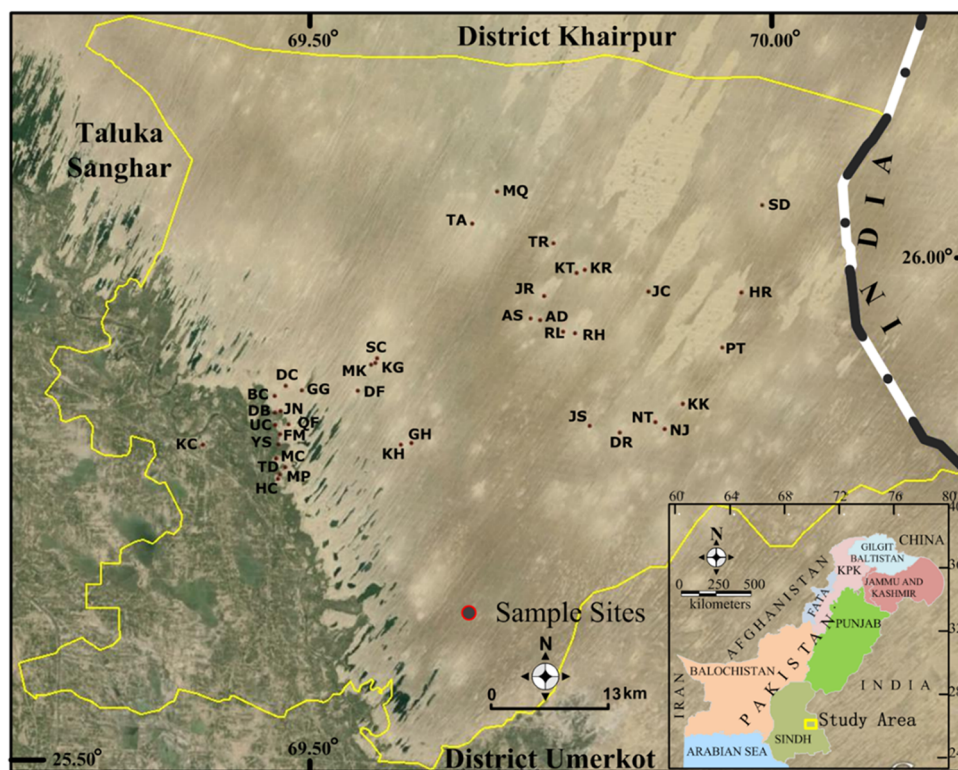 69.50°
District Khairpur
70.00°
Taluka
Sanghar
INDIA
MQ
SD
TA
TR
26.00°
KT
KR
JR
JC
HR
AS
AD
RL
RH
PT
SC
MK
KG
DC
GG
DF
BC
DB
JN
KK
UC
OF
JS
NT
FM
NJ
KC
YS
GH
DR
KH
MC
TD
MP
HC
Sample Sites
N
0
13 km
25.50°
69.50°
District Umerkot
60
64
68
72
76
80
N
0 250 500
kilometers
CHINA
GILGIT
BALTISTAN
KPK
JAMMU AND
KASHMIR
FATA
AFGHANISTAN
PUNJAB
PAKISTAN
BALOCHISTAN
IRAN
INDIA
Study Area
SINDH
ARABIAN SEA